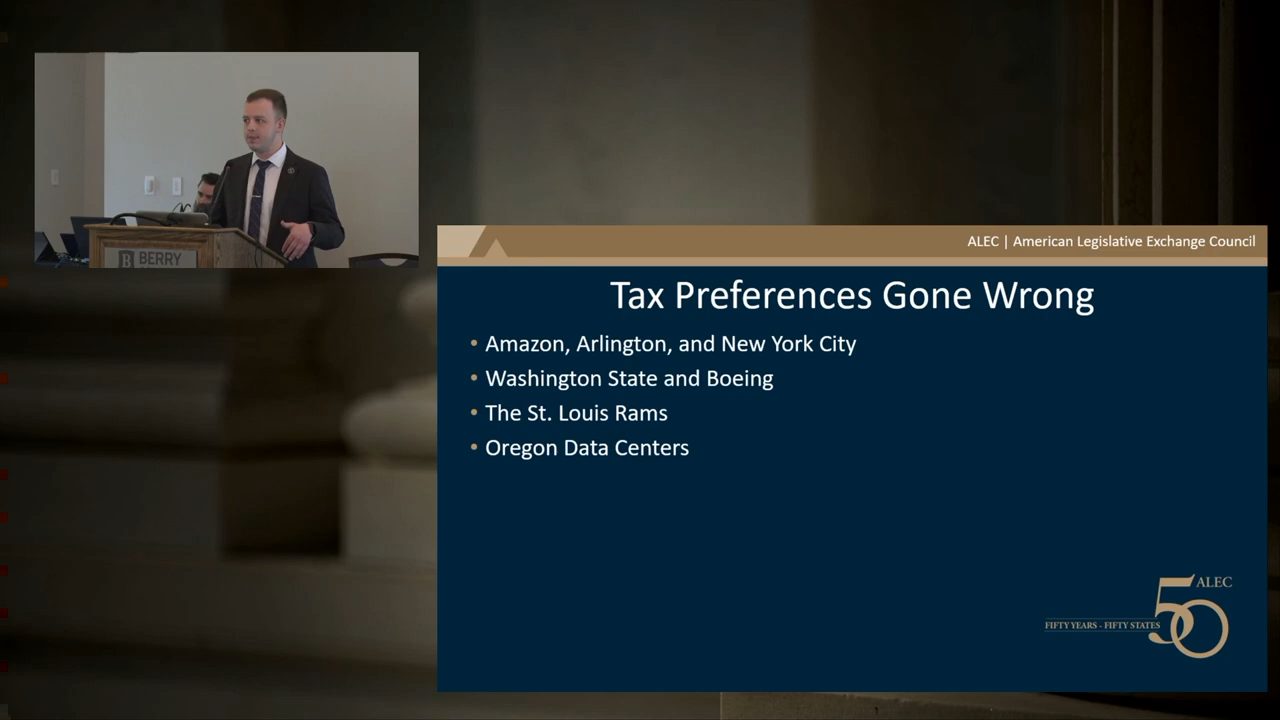 BERRY
ALEC | American Legislative Exchange Council
Tax Preferences Gone Wrong
• Amazon, Arlington, and New York City
• Washington State and Boeing
• The St. Louis Rams
• Oregon Data Centers
ALEC
50
FIFTY YEARS - FIFTY STATES